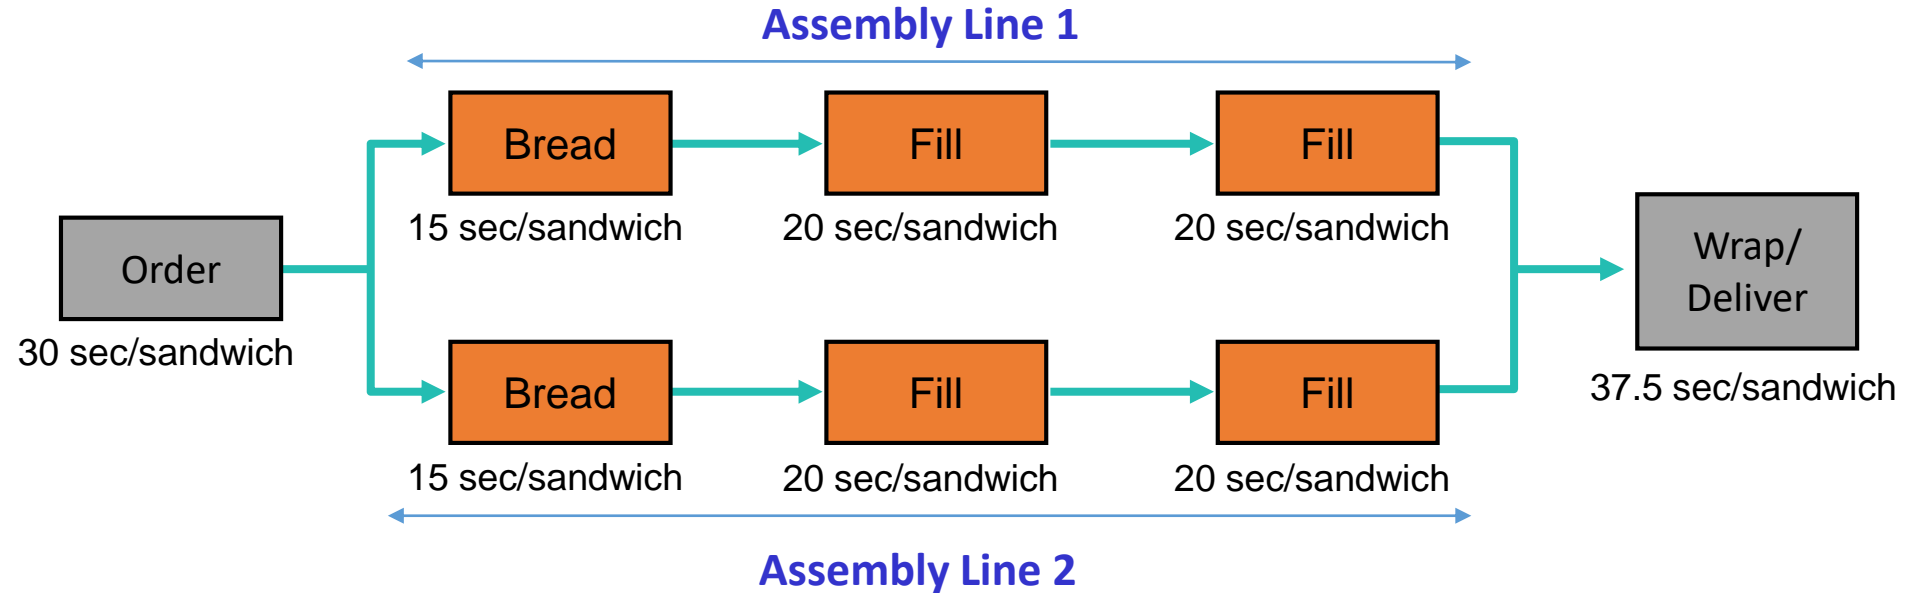 Assembly Line 1
Bread
Fill
Fill
15 sec/sandwich
20 sec/sandwich
20 sec/sandwich
Order
30 sec/sandwich
Wrap/
Deliver
37.5 sec/sandwich
Bread
Fill
Fill
15 sec/sandwich
20 sec/sandwich
20 sec/sandwich
Assembly Line 2